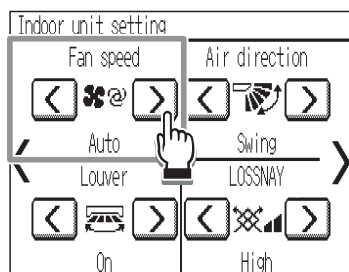 Indoor unit setting
Fan speed
Air direction
Auto
Swing
Louver
LOSSNAY
On
High